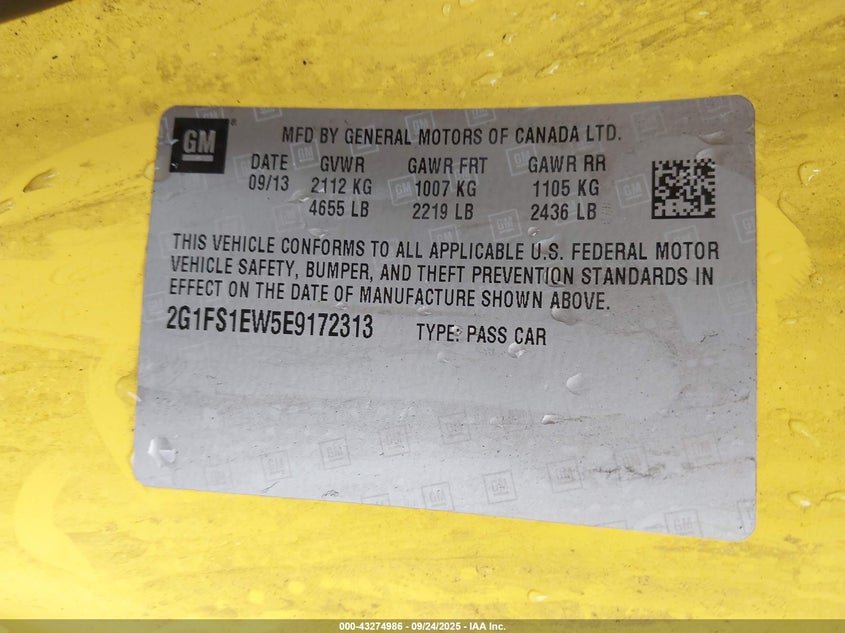 GM®
MFD BY GENERAL MOTORS OF CANADA LTD.
DATE GVWR GAWR FRT GAWR RR
09/13 2112 KG 1007 KG 1105 KG
4655 LB 2219 LB 2436 LB
THIS VEHICLE CONFORMS TO ALL APPLICABLE U.S. FEDERAL MOTOR
VEHICLE SAFETY, BUMPER, AND THEFT PREVENTION STANDARDS IN
EFFECT ON THE DATE OF MANUFACTURE SHOWN ABOVE.
2G1FS1EW5E9172313 TYPE: PASS CAR
000-43274986 - 09/24/2025 - IAA Inc.